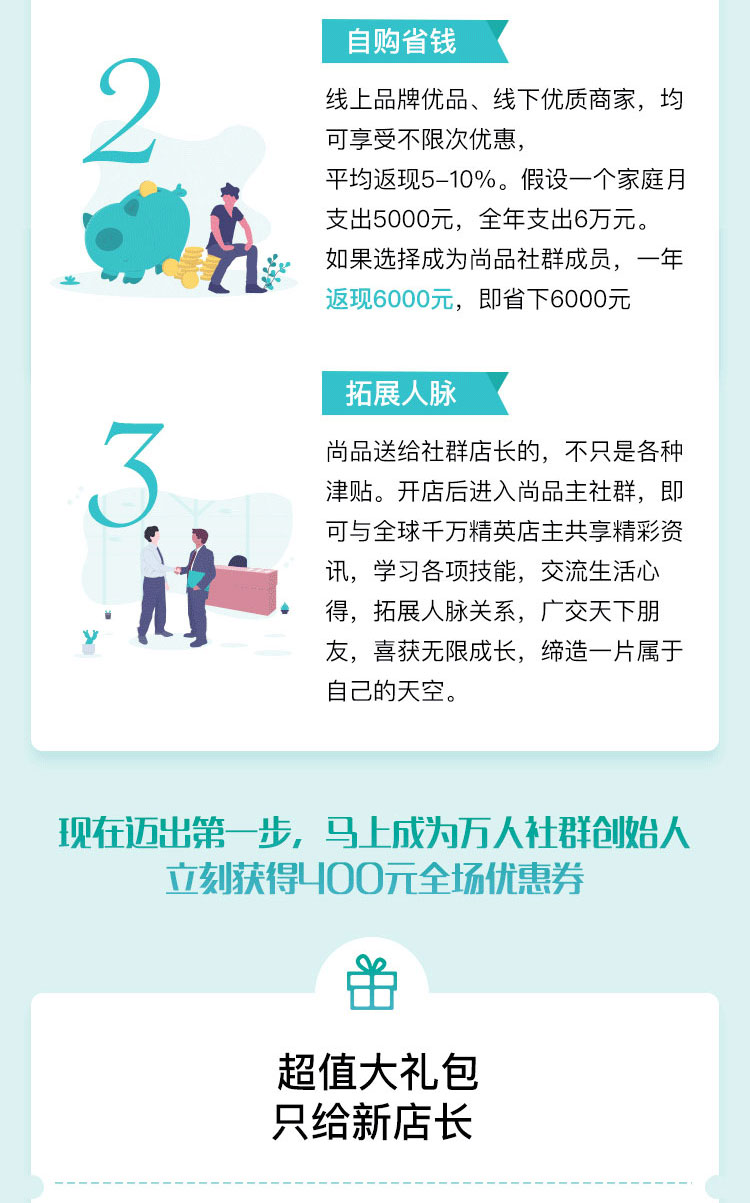 2
自购省钱
线上品牌优品、线下优质商家，均
可享受不限次优惠，
平均返现5-10%。假设一个家庭月
支出5000元，全年支出6万元。
如果选择成为尚品社群成员，一年
返现6000元，即省下6000元
3
拓展人脉
尚品送给社群店长的，不只是各种
津贴。开店后进入尚品主社群，即
可与全球千万精英店主共享精彩资
讯，学习各项技能，交流生活心
得，拓展人脉关系，广交天下朋
友，喜获无限成长，缔造一片属于
自己的天空。
现在迈出第一步，马上成为万人社群创始人
立刻获得400元全场优惠券
超值大礼包
只给新店长